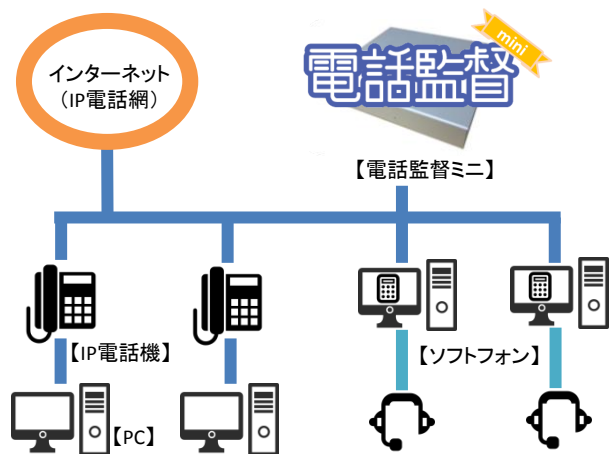 インターネット
（IP電話網）
電話監督
mini
【電話監督ミニ】
【IP電話機】
【ソフトフォン】
【PC】